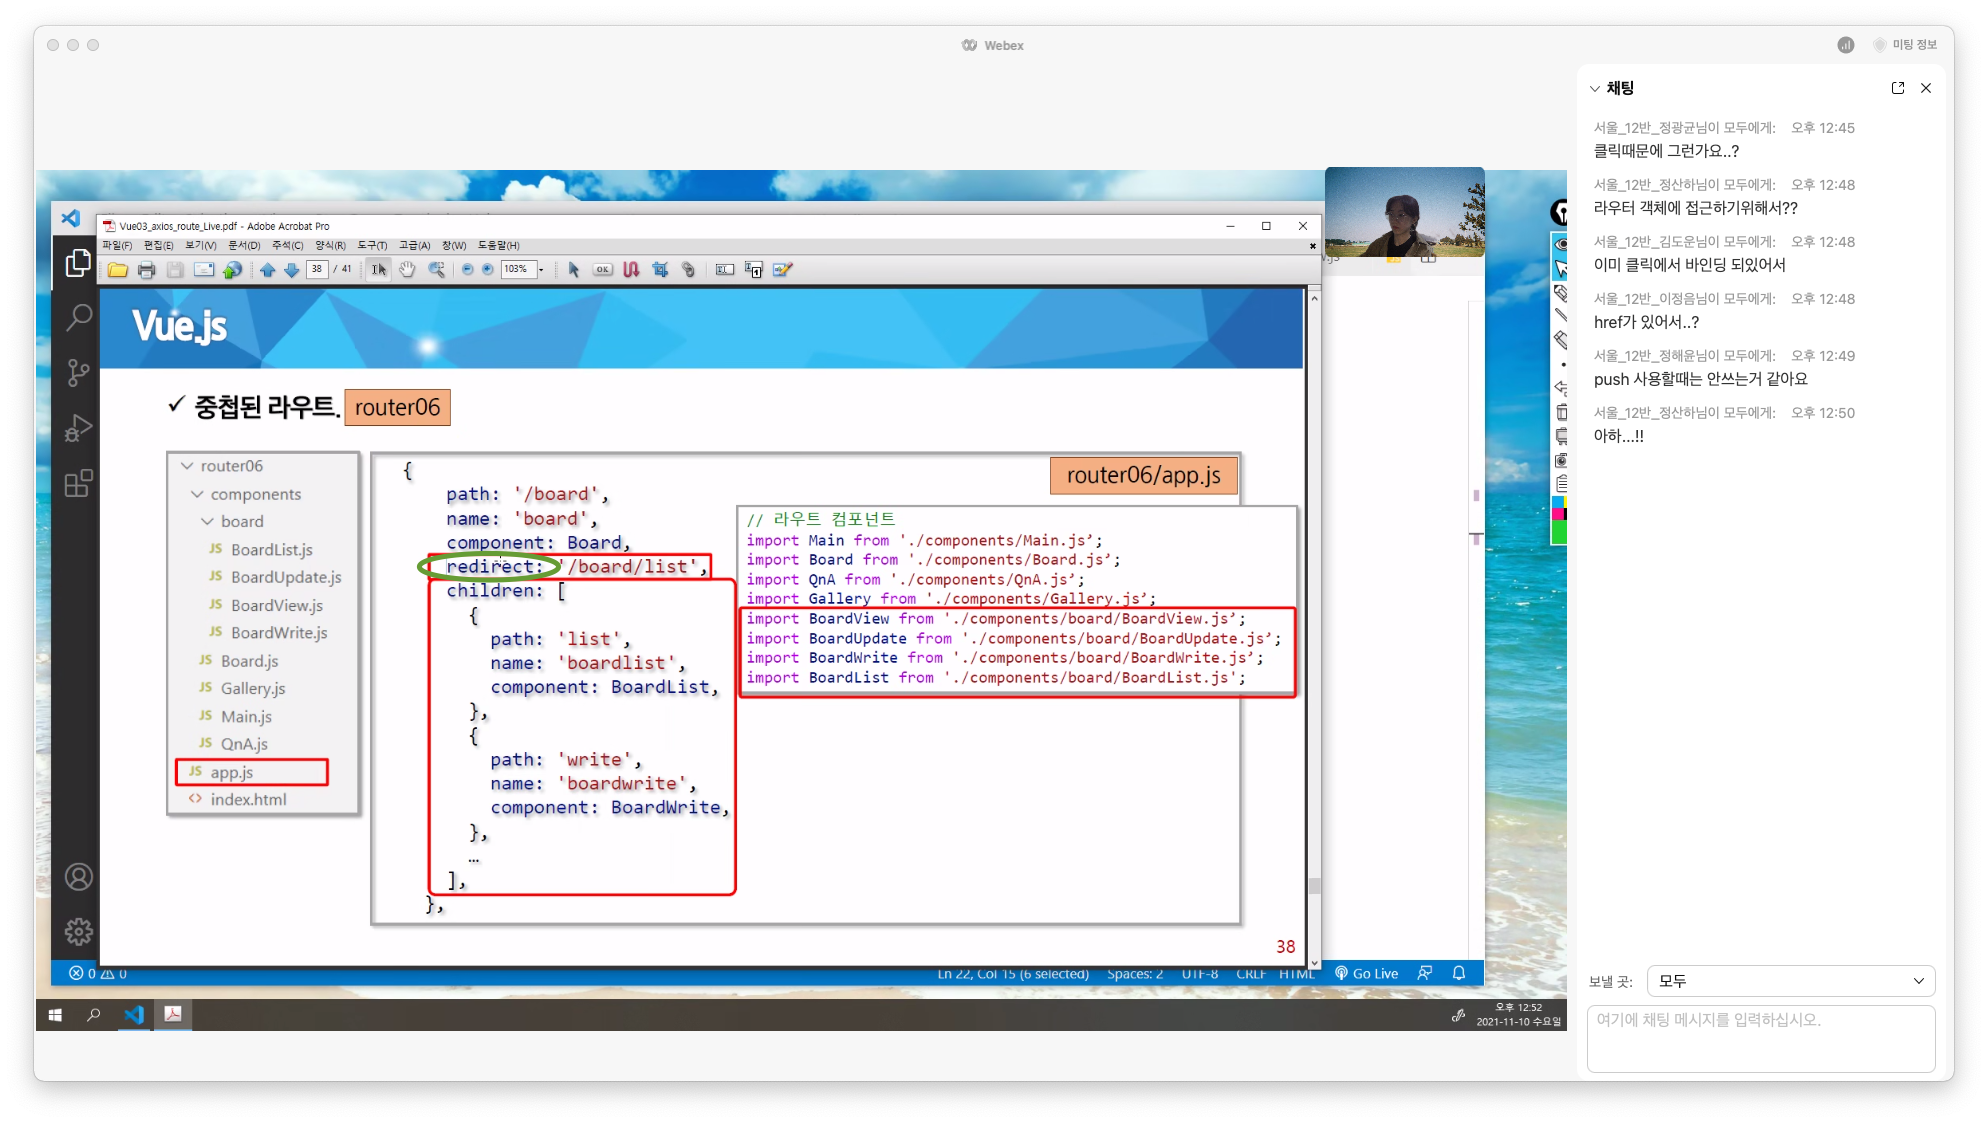 Webex
미팅 정보
Vue03_axios_route_Live.pdf - Adobe Acrobat Pro
파일(F) 편집(E) 보기(V) 문서(D) 주석(C) 양식(R) 도구(T) 고급(A) 창(W) 도움말(H)
38 / 41
OK
103%
Vue.js
✓ 중첩된 라우트. router06
router06
components
board
JS BoardList.js
JS BoardUpdate.js
JS BoardView.js
JS BoardWrite.js
JS Board.js
JS Gallery.js
JS Main.js
JS QnA.js
JS app.js
<> index.html
router06/app.js
{
path: '/board',
name: 'board',
component: Board,
redirect: '/board/list',
children: [
{
path: 'list',
name: 'boardlist',
component: BoardList,
},
{
path: 'write',
name: 'boardwrite',
component: BoardWrite,
},
…
],
},
// 라우트 컴포넌트
import Main from './components/Main.js’;
import Board from './components/Board.js’;
import QnA from './components/QnA.js’;
import Gallery from './components/Gallery.js’;
import BoardView from './components/board/BoardView.js’;
import BoardUpdate from './components/board/BoardUpdate.js’;
import BoardWrite from './components/board/BoardWrite.js’;
import BoardList from './components/board/BoardList.js';
38
0 0
Ln 22, Col 15 (6 selected) Spaces: 2 UTF-8 CRLF HTML Go Live
오후 12:52
2021-11-10 수요일
채팅
서울_12반_정광균님이 모두에게: 오후 12:45
클릭때문에 그런가요..?
서울_12반_정산하님이 모두에게: 오후 12:48
라우터 객체에 접근하기위해서??
서울_12반_김도운님이 모두에게: 오후 12:48
이미 클릭에서 바인딩 되있어서
서울_12반_이정음님이 모두에게: 오후 12:48
href가 있어서..?
서울_12반_정해윤님이 모두에게: 오후 12:49
push 사용할때는 안쓰는거 같아요
서울_12반_정산하님이 모두에게: 오후 12:50
아하...!!
보낼 곳: 모두
여기에 채팅 메시지를 입력하십시오.